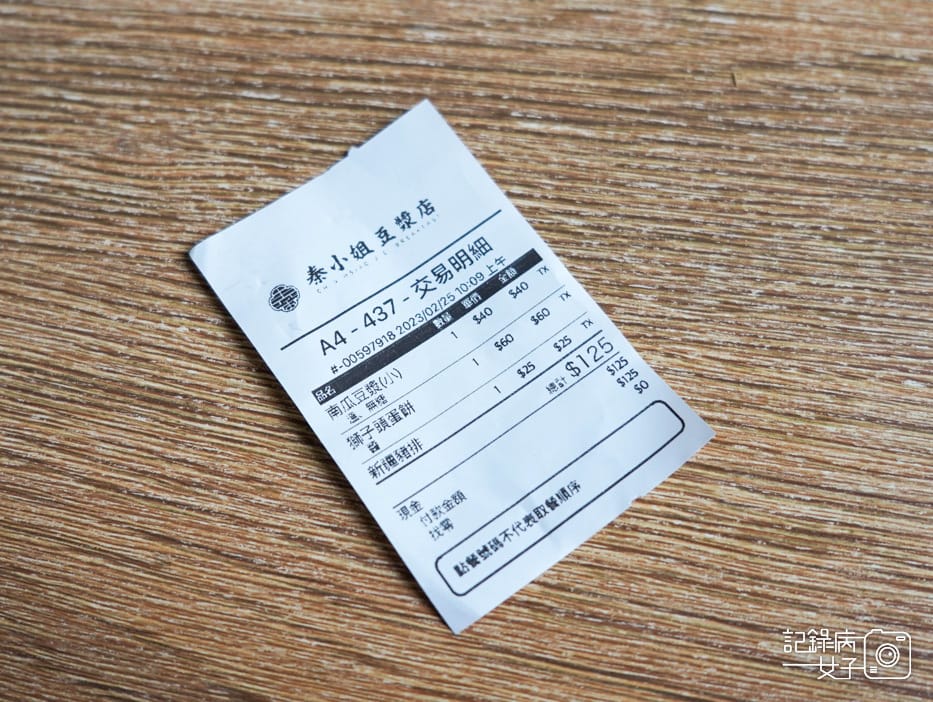 秦小姐豆漿店
A4 - 437 - 交易明細
#-00597918 2023/02/25 10:09 上午
品名 數量 單價 金額
南瓜豆漿(小) 1 $40 $40 TX
溫、無糖
獅子頭蛋餅 1 $60 $60 TX
醬
新疆豬排 1 $25 $25 TX
總計 $125
現金 $125
付款金額 $125
找零 $0
點餐號碼不代表取餐順序
記錄病
女子